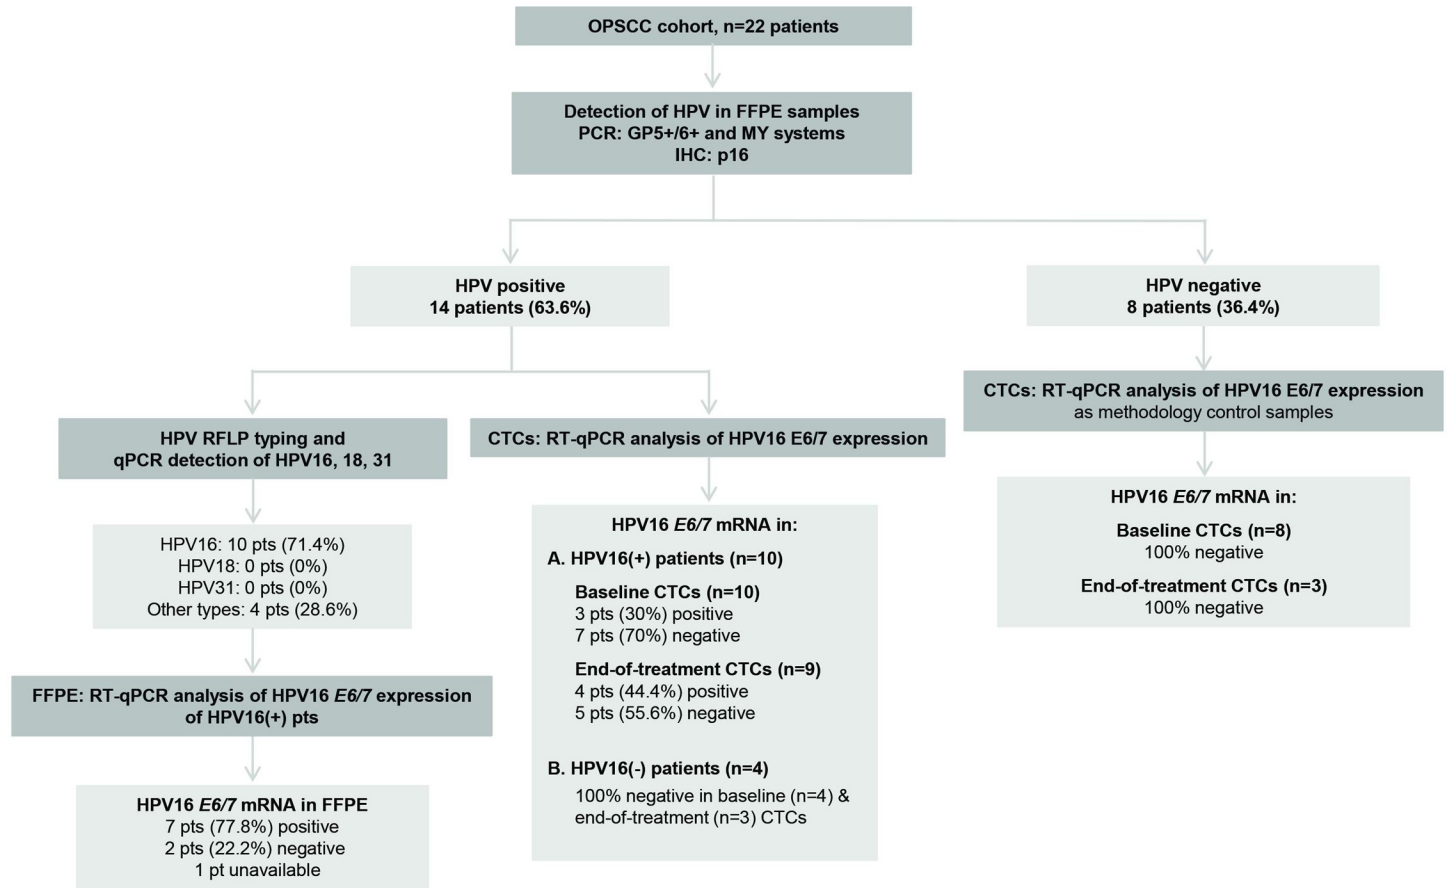 OPSCC cohort, n=22 patients
Detection of HPV in FFPE samples
PCR: GP5+/6+ and MY systems
IHC: p16
HPV positive
14 patients (63.6%)
HPV negative
8 patients (36.4%)
HPV RFLP typing and
qPCR detection of HPV16, 18, 31
HPV16: 10 pts (71.4%)
HPV18: 0 pts (0%)
HPV31: 0 pts (0%)
Other types: 4 pts (28.6%)
FFPE: RT-qPCR analysis of HPV16 E6/7 expression
of HPV16(+) pts
HPV16 E6/7 mRNA in FFPE
7 pts (77.8%) positive
2 pts (22.2%) negative
1 pt unavailable
CTCs: RT-qPCR analysis of HPV16 E6/7 expression
HPV16 E6/7 mRNA in:
A. HPV16(+) patients (n=10)
Baseline CTCs (n=10)
3 pts (30%) positive
7 pts (70%) negative
End-of-treatment CTCs (n=9)
4 pts (44.4%) positive
5 pts (55.6%) negative
B. HPV16(-) patients (n=4)
100% negative in baseline (n=4) &
end-of-treatment (n=3) CTCs
CTCs: RT-qPCR analysis of HPV16 E6/7 expression
as methodology control samples
HPV16 E6/7 mRNA in:
Baseline CTCs (n=8)
100% negative
End-of-treatment CTCs (n=3)
100% negative